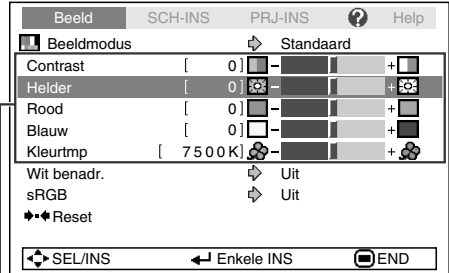 Beeld SCH-INS PRJ-INS ? Help
Beeldmodus Standaard
Contrast [ 0] - +
Helder [ 0] - +
Rood [ 0] - +
Blauw [ 0] - +
Kleurtmp [ 7500K] - +
Wit benadr. Uit
sRGB Uit
Reset
SEL/INS Enkele INS END